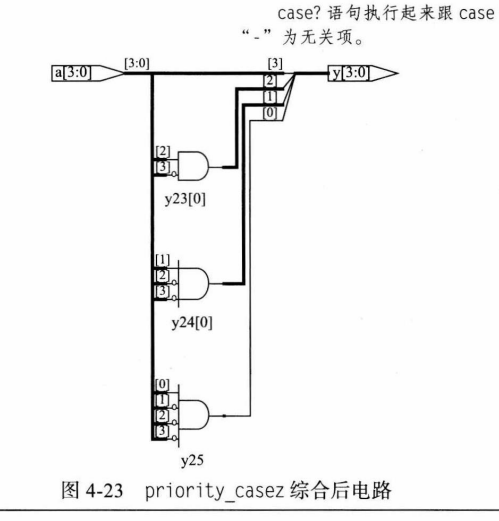 case? 语句执行起来跟 case
“-”为无关项。
a[3:0]
[3:0]
[3]
[2]
[1]
[0]
y[3:0]
[2]
[3]
y23[0]
[1]
[2]
[3]
y24[0]
[0]
[1]
[2]
[3]
y25
图 4-23 priority_casez 综合后电路